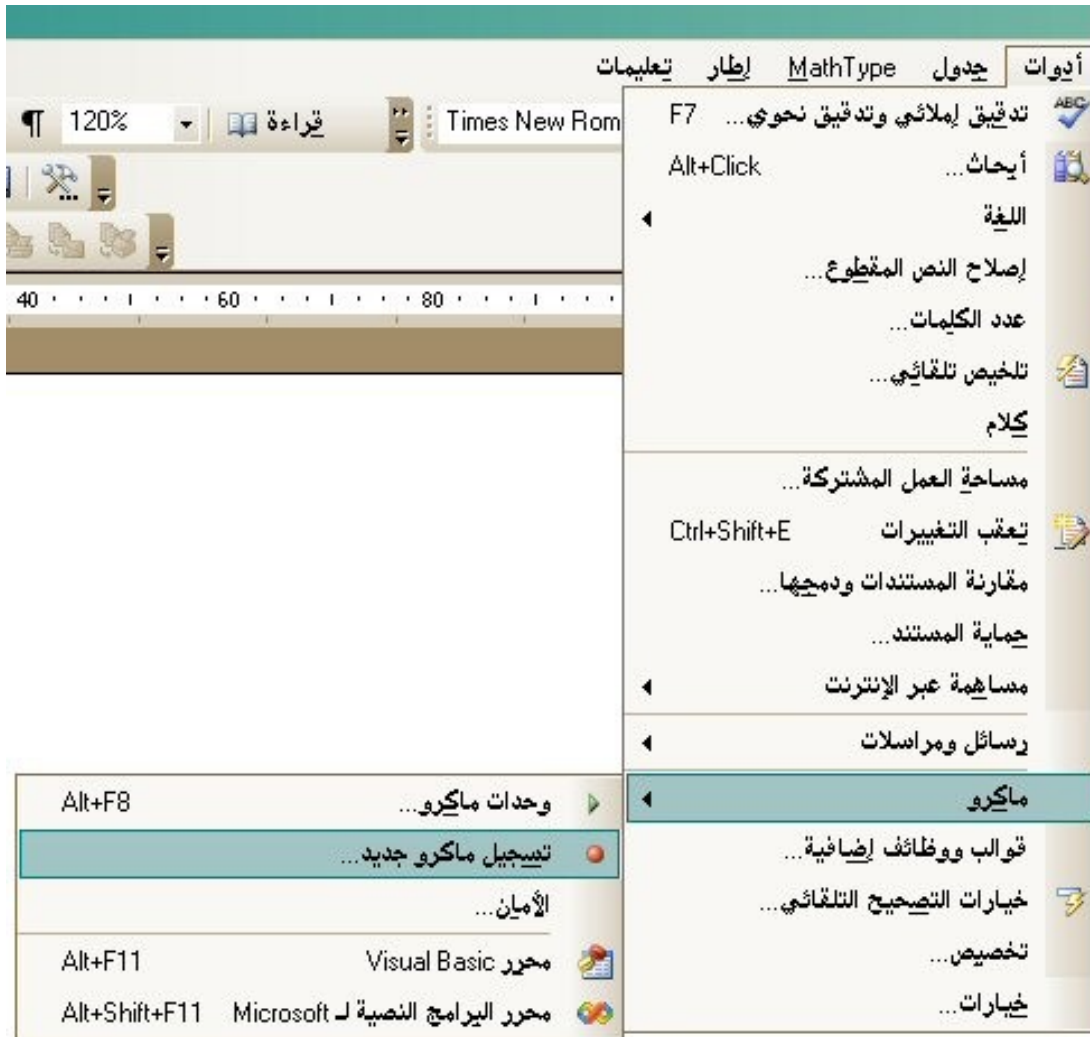 أدوات جدول MathType إطار تعليمات
Times New Rom قراءة 120% ¶
40 60 80
تدقيق إملائي وتدقيق نحوي... F7
أبحاث... Alt+Click
اللغة
إصلاح النص المقطوع...
عدد الكلمات...
تلخيص تلقائي...
كلام
مساحة العمل المشتركة...
تعقب التغييرات Ctrl+Shift+E
مقارنة المستندات ودمجها...
حماية المستند...
مساهمة عبر الإنترنت
رسائل ومراسلات
ماكرو
قوالب ووظائف إضافية...
خيارات التصحيح التلقائي...
تخصيص...
خيارات...
وحدات ماكرو... Alt+F8
تسجيل ماكرو جديد...
الأمان...
محرر Visual Basic Alt+F11
محرر البرامج النصية لـ Microsoft Alt+Shift+F11